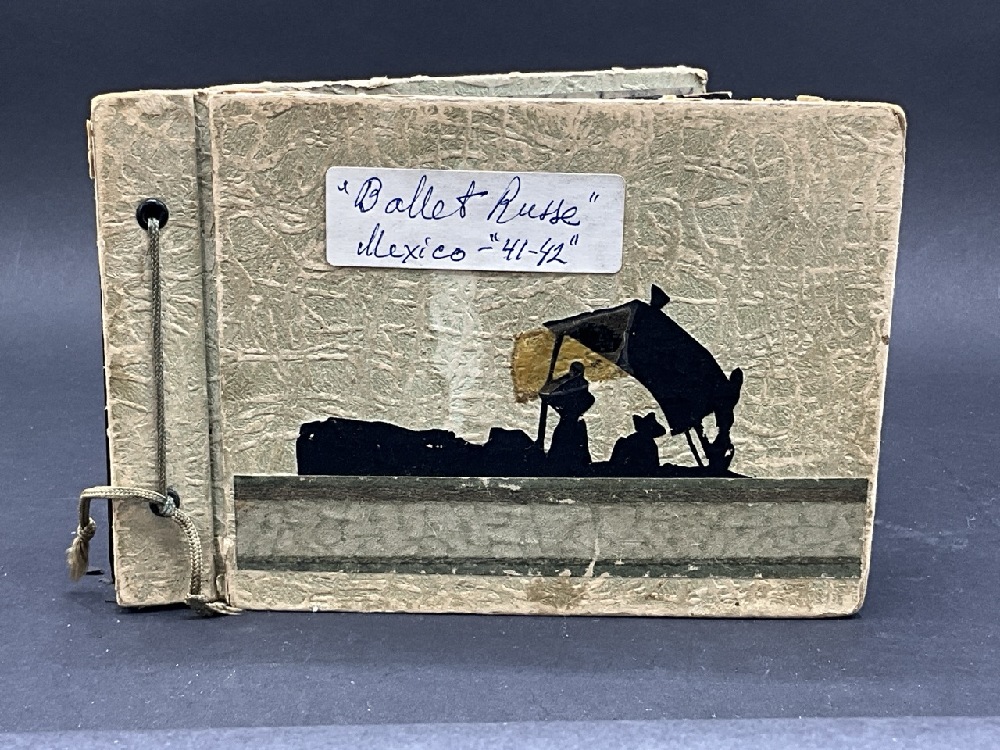 "Ballet Russe"
Mexico - "41-42"